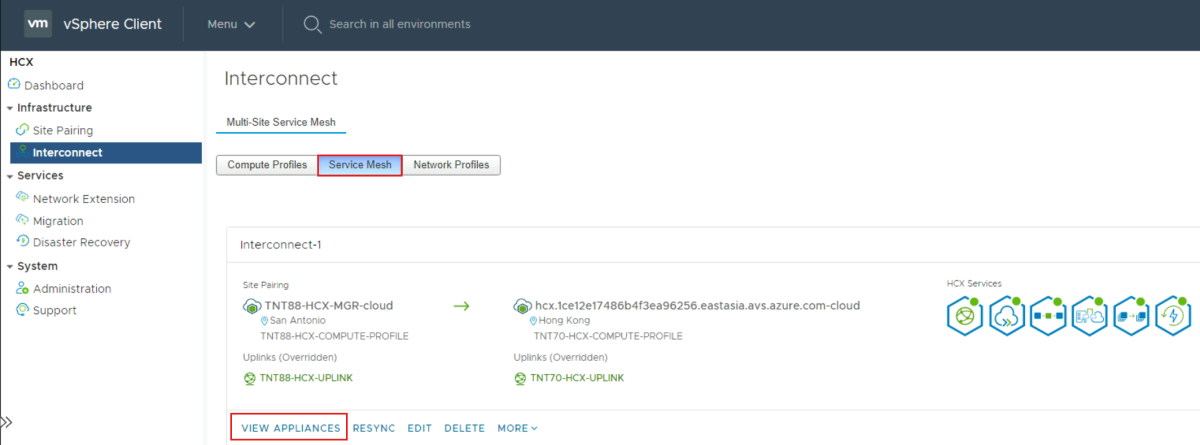 vm vSphere Client Menu Search in all environments
HCX
Dashboard
Infrastructure
Site Pairing
Interconnect
Services
Network Extension
Migration
Disaster Recovery
System
Administration
Support
Interconnect
Multi-Site Service Mesh
Compute Profiles Service Mesh Network Profiles
Interconnect-1
Site Pairing HCX Services
TNT88-HCX-MGR-cloud hcx.1ce12e17486b4f3ea96256.eastasia.avs.azure.com-cloud
San Antonio Hong Kong
TNT88-HCX-COMPUTE-PROFILE TNT70-HCX-COMPUTE-PROFILE
Uplinks (Overridden) Uplinks (Overridden)
TNT88-HCX-UPLINK TNT70-HCX-UPLINK
VIEW APPLIANCES RESYNC EDIT DELETE MORE